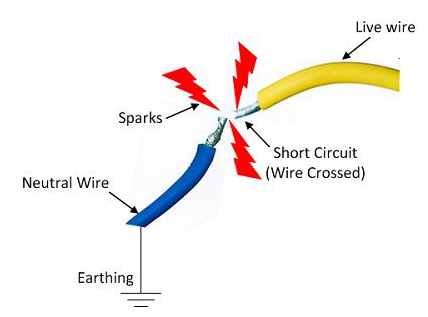 Live wire
Sparks
Short Circuit
(Wire Crossed)
Neutral Wire
Earthing